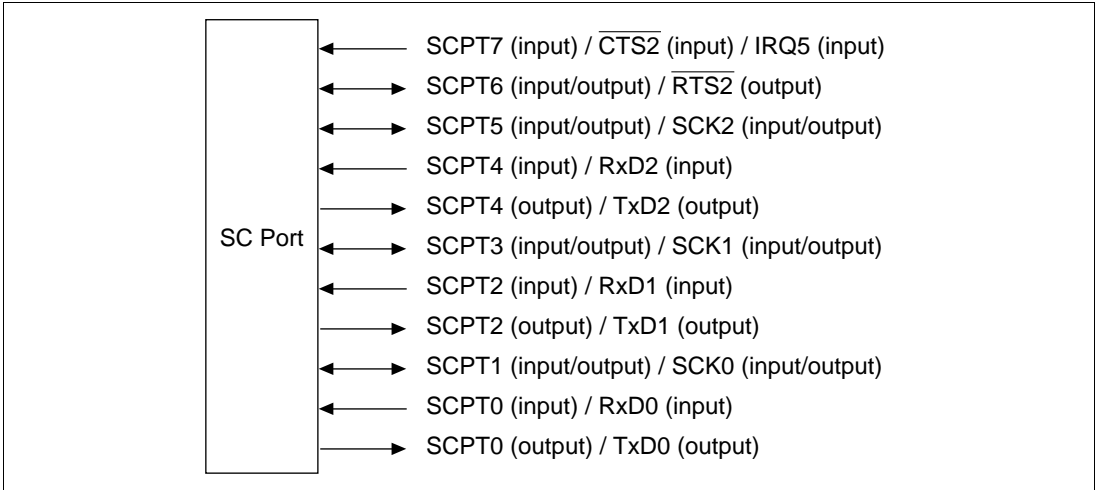 SCPT7 (input) / C̅T̅S̅2̅ (input) / IRQ5 (input)
SCPT6 (input/output) / R̅T̅S̅2̅ (output)
SCPT5 (input/output) / SCK2 (input/output)
SCPT4 (input) / RxD2 (input)
SCPT4 (output) / TxD2 (output)
SC Port
SCPT3 (input/output) / SCK1 (input/output)
SCPT2 (input) / RxD1 (input)
SCPT2 (output) / TxD1 (output)
SCPT1 (input/output) / SCK0 (input/output)
SCPT0 (input) / RxD0 (input)
SCPT0 (output) / TxD0 (output)